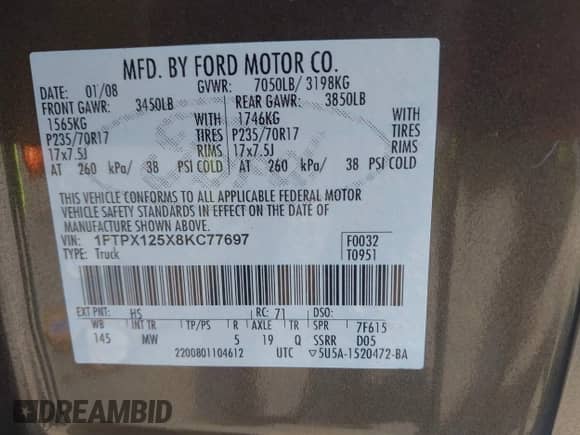 MFD. BY FORD MOTOR CO.
DATE: 01/08 GVWR: 7050LB/ 3198KG
FRONT GAWR: 3450LB REAR GAWR: 3850LB
1565KG WITH 1746KG WITH
P235/70R17 TIRES P235/70R17 TIRES
17x7.5J RIMS 17x7.5J RIMS
AT 260 kPa/ 38 PSI COLD AT 260 kPa/ 38 PSI COLD
THIS VEHICLE CONFORMS TO ALL APPLICABLE FEDERAL MOTOR
VEHICLE SAFETY STANDARDS IN EFFECT ON THE DATE OF
MANUFACTURE SHOWN ABOVE.
VIN: 1FTPX125X8KC77697 F0032
TYPE: Truck T0951
EXT PNT: HS RC: 71 DSO:
WB INT TR TP/PS R AXLE TR SPR 7F615
145 MW 5 19 Q SSRR D05
2200801104612 UTC ▽5U5A-1520472-BA
DREAMBID